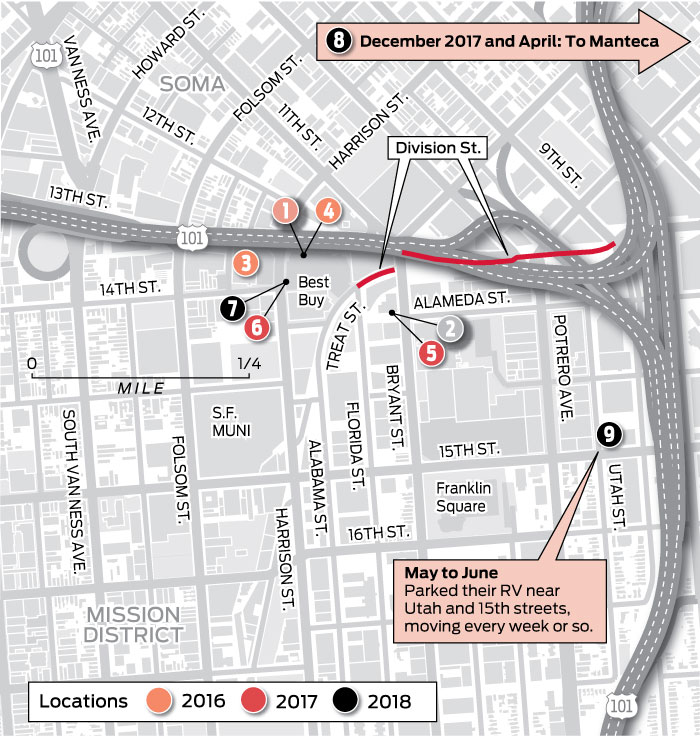 8 December 2017 and April: To Manteca
101
VAN NESS AVE.
HOWARD ST.
SOMA
FOLSOM ST.
12TH ST.
11TH ST.
HARRISON ST.
Division St.
9TH ST.
13TH ST.
101
1
4
3
14TH ST.
Best
Buy
7
6
ALAMEDA ST.
TREAT ST.
2
5
0
1/4
MILE
POTRERO AVE.
BRYANT ST.
S.F.
MUNI
FLORIDA ST.
SOUTH VAN NESS AVE.
FOLSOM ST.
ALABAMA ST.
15TH ST.
9
Franklin
Square
UTAH ST.
HARRISON ST.
16TH ST.
May to June
Parked their RV near
Utah and 15th streets,
moving every week or so.
MISSION
DISTRICT
Locations 2016 2017 2018
101